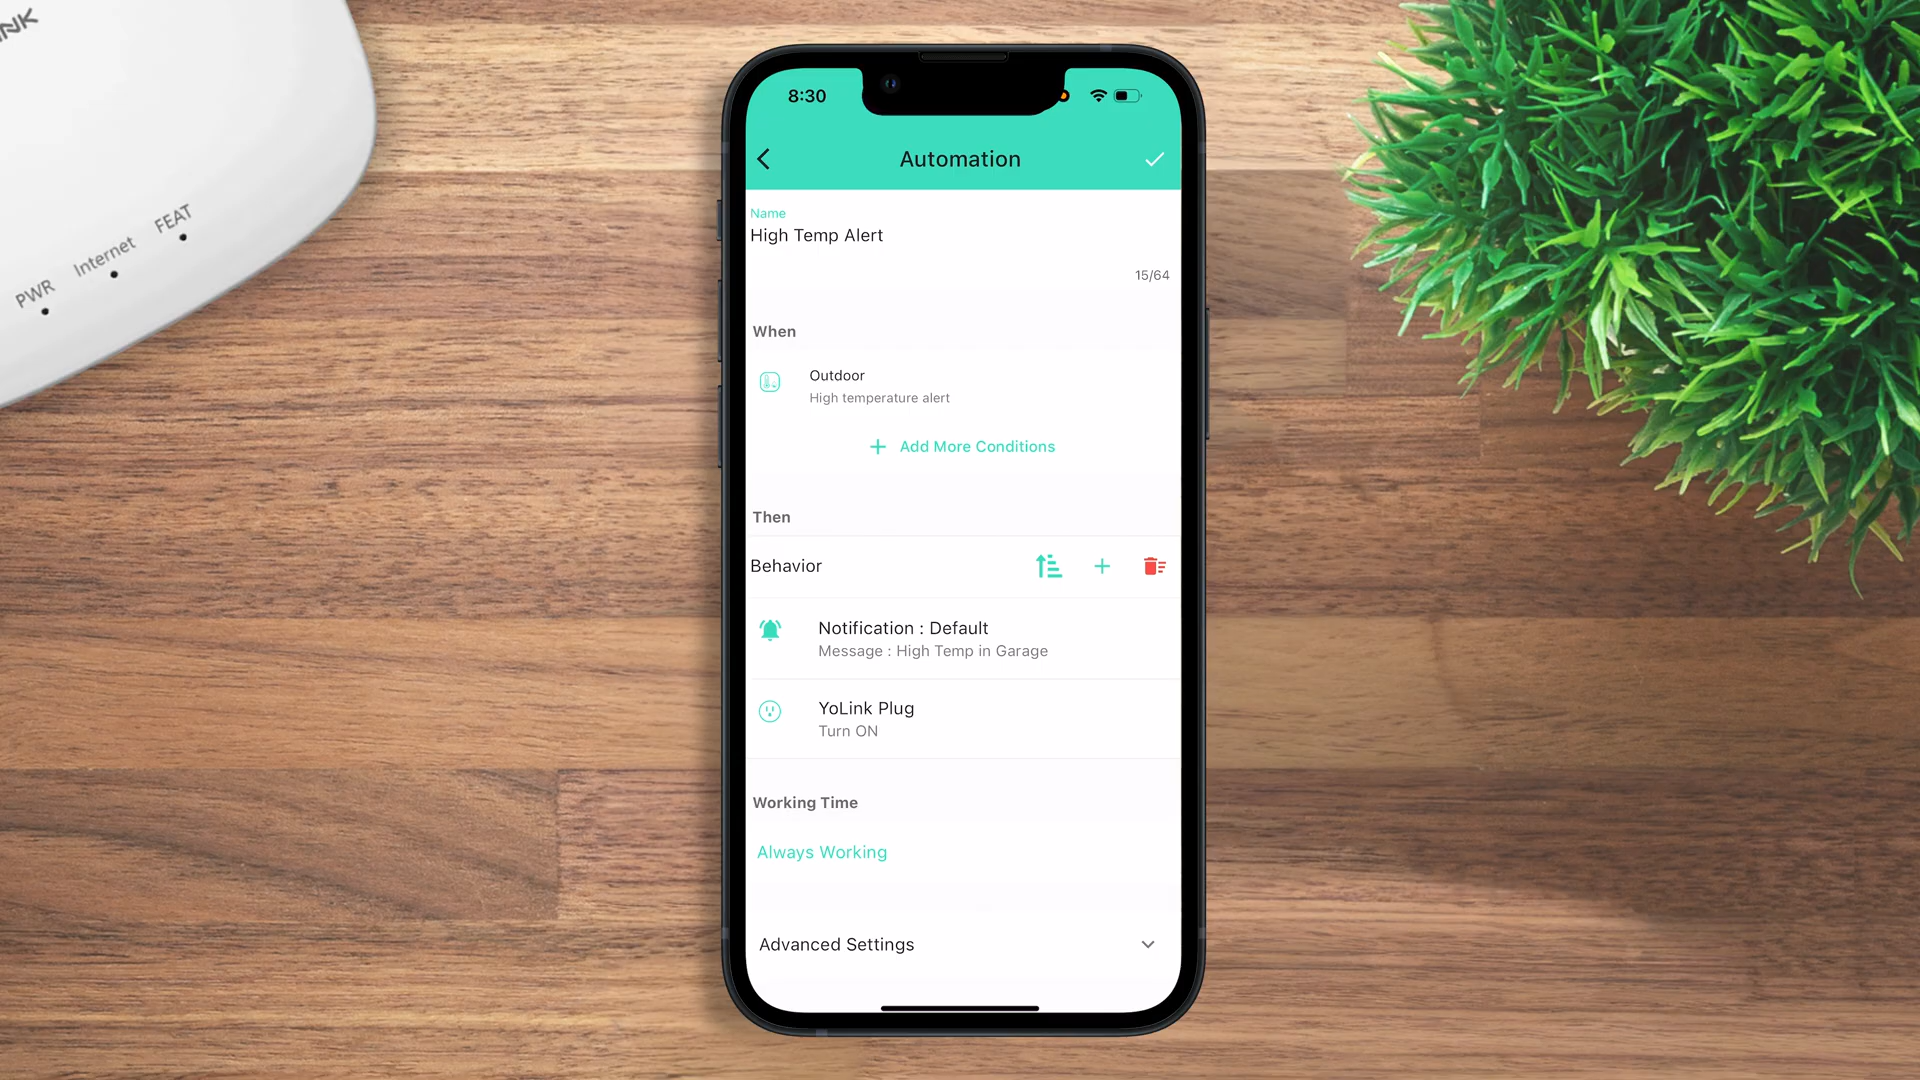 PWR
Internet
FEAT
8:30
Automation
Name
High Temp Alert
15/64
When
Outdoor
High temperature alert
+ Add More Conditions
Then
Behavior
Notification : Default
Message : High Temp in Garage
YoLink Plug
Turn ON
Working Time
Always Working
Advanced Settings